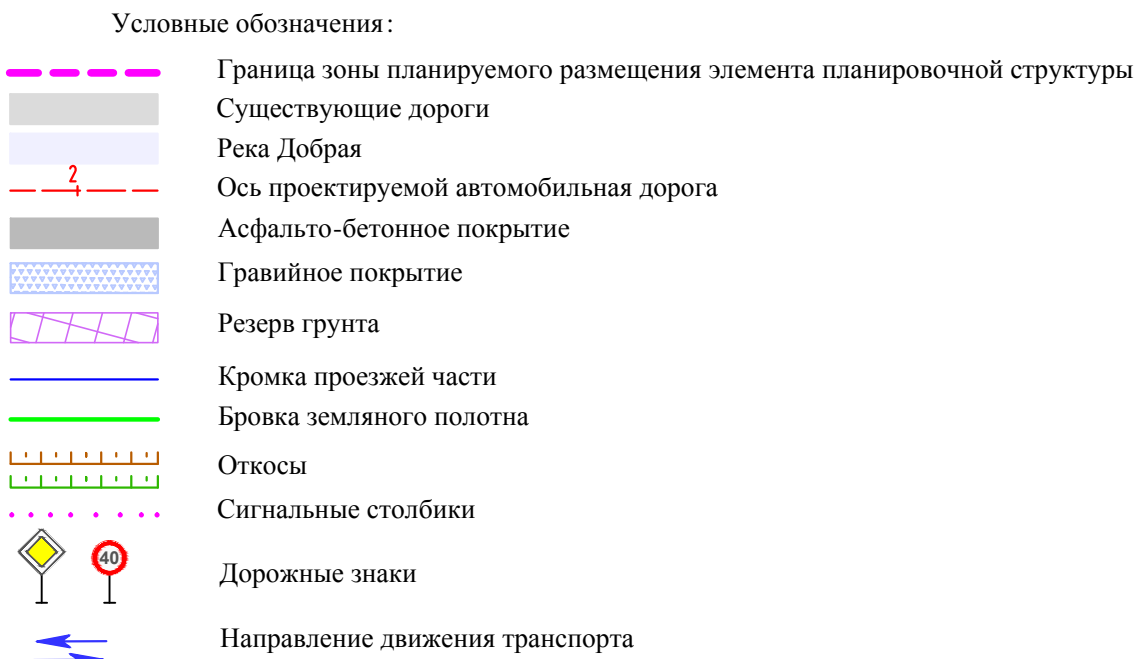 Условные обозначения:
Граница зоны планируемого размещения элемента планировочной структуры
Существующие дороги
Река Добрая
2
Ось проектируемой автомобильная дорога
Асфальто-бетонное покрытие
Гравийное покрытие
Резерв грунта
Кромка проезжей части
Бровка земляного полотна
Откосы
Сигнальные столбики
40
Дорожные знаки
Направление движения транспорта